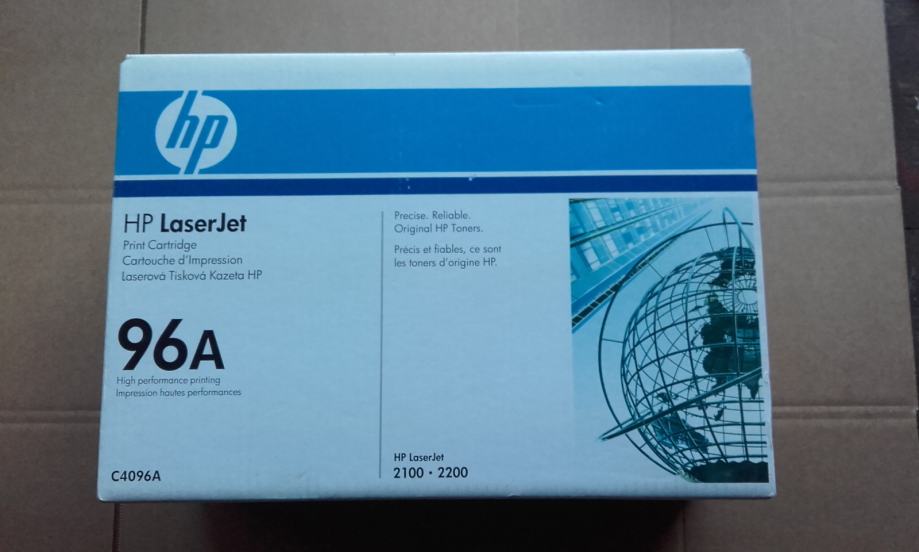 hp
HP LaserJet
Print Cartridge
Cartouche d'Impression
Laserová Tisková Kazeta HP
96A
High performance printing
Impression hautes performances
C4096A
Precise. Reliable.
Original HP Toners.
Précis et fiables, ce sont
les toners d'origine HP.
HP LaserJet
2100 • 2200